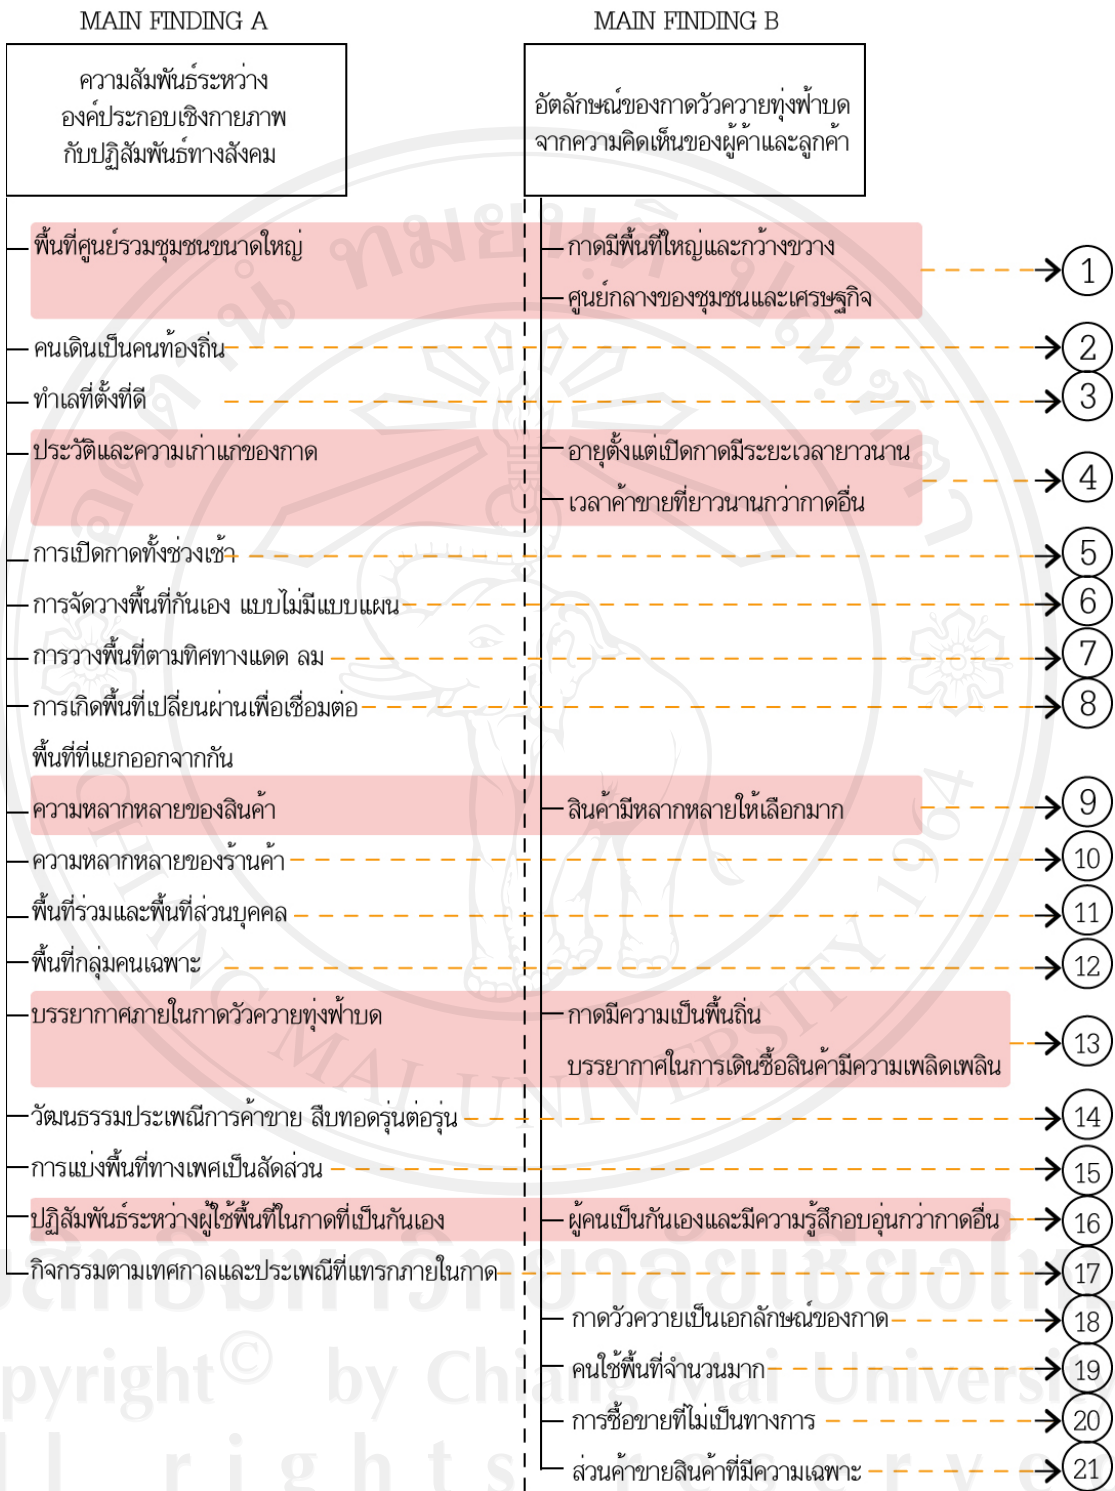 MAIN FINDING A
MAIN FINDING B
ความสัมพันธ์ระหว่าง
องค์ประกอบเชิงกายภาพ
กับปฏิสัมพันธ์ทางสังคม
อัตลักษณ์ของกาดวัวควายทุ่งฟ้าบด
จากความคิดเห็นของผู้ค้าและลูกค้า
พื้นที่ศูนย์รวมชุมชนขนาดใหญ่
กาดมีพื้นที่ใหญ่และกว้างขวาง
ศูนย์กลางของชุมชนและเศรษฐกิจ
1
คนเดินเป็นคนท้องถิ่น
2
ทำเลที่ตั้งที่ดี
3
ประวัติและความเก่าแก่ของกาด
อายุตั้งแต่เปิดกาดมีระยะเวลายาวนาน
เวลาค้าขายที่ยาวนานกว่ากาดอื่น
4
การเปิดกาดทั้งช่วงเช้า
5
การจัดวางพื้นที่กันเอง แบบไม่มีแบบแผน
6
การวางพื้นที่ตามทิศทางแดด ลม
7
การเกิดพื้นที่เปลี่ยนผ่านเพื่อเชื่อมต่อ
8
พื้นที่ที่แยกออกจากกัน
ความหลากหลายของสินค้า
สินค้ามีหลากหลายให้เลือกมาก
9
ความหลากหลายของร้านค้า
10
พื้นที่ร่วมและพื้นที่ส่วนบุคคล
11
พื้นที่กลุ่มคนเฉพาะ
12
บรรยากาศภายในกาดวัวควายทุ่งฟ้าบด
กาดมีความเป็นพื้นถิ่น
บรรยากาศในการเดินซื้อสินค้ามีความเพลิดเพลิน
13
วัฒนธรรมประเพณีการค้าขาย สืบทอดรุ่นต่อรุ่น
14
การแบ่งพื้นที่ทางเพศเป็นสัดส่วน
15
ปฏิสัมพันธ์ระหว่างผู้ใช้พื้นที่ในกาดที่เป็นกันเอง
ผู้คนเป็นกันเองและมีความรู้สึกอบอุ่นกว่ากาดอื่น
16
กิจกรรมตามเทศกาลและประเพณีที่แทรกภายในกาด
17
กาดวัวควายเป็นเอกลักษณ์ของกาด
18
คนใช้พื้นที่จำนวนมาก
19
การซื้อขายที่ไม่เป็นทางการ
20
ส่วนค้าขายสินค้าที่มีความเฉพาะ
21
CHIANG MAI UNIVERSITY 1964
Copyright © by Chiang Mai University
All rights reserved